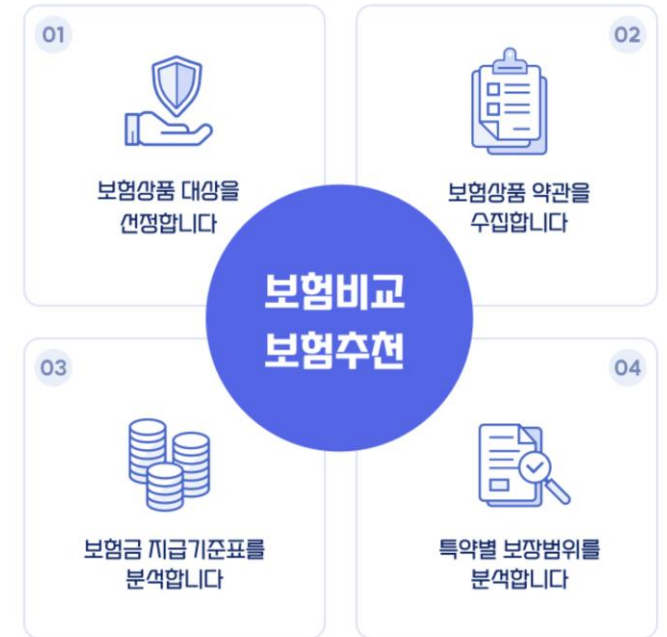 01
보험상품 대상을
선정합니다
02
보험상품 약관을
수집합니다
보험비교
보험추천
03
보험금 지급기준표를
분석합니다
04
특약별 보장범위를
분석합니다